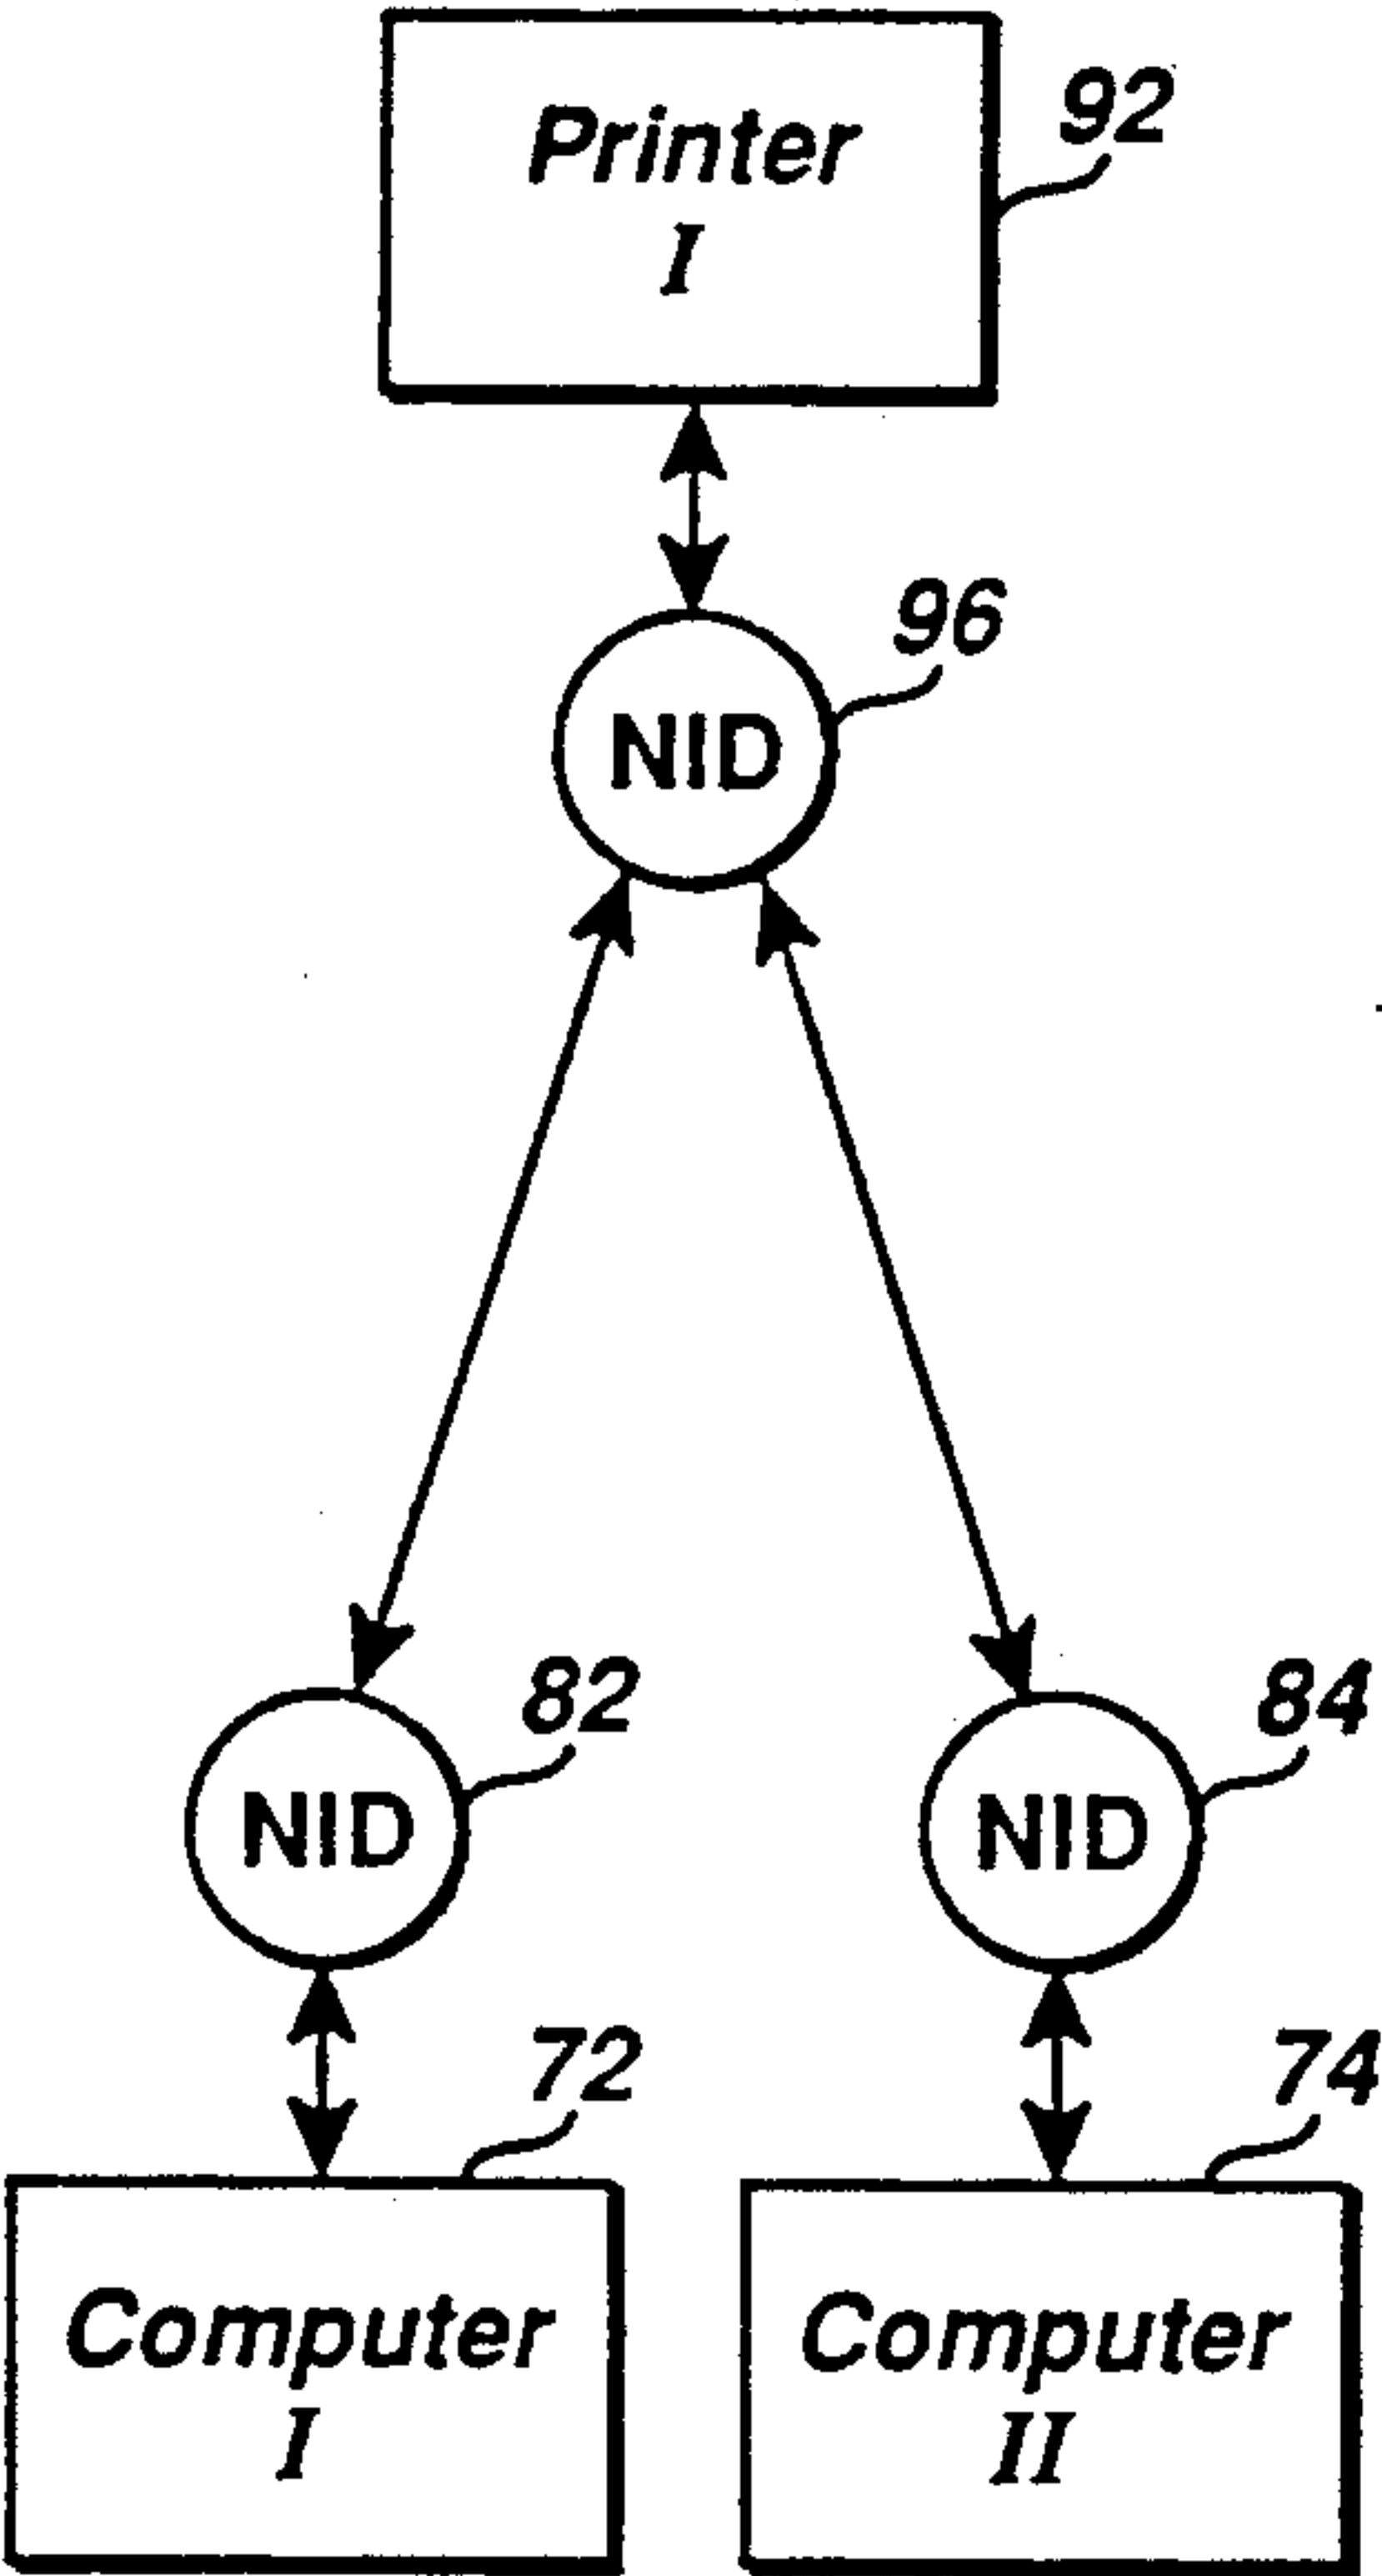 Printer
I
92
96
NID
82
84
NID
NID
72
74
Computer
I
Computer
II